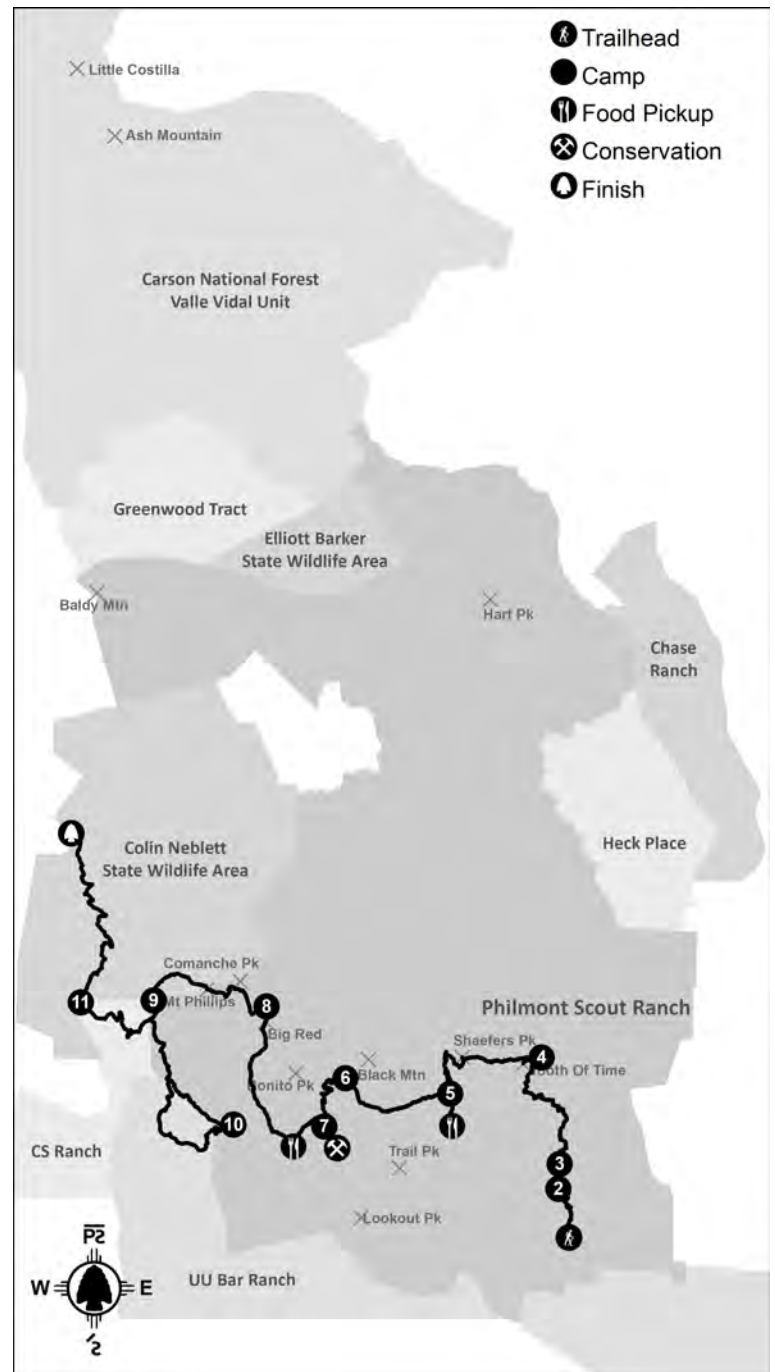 Trailhead
Camp
Food Pickup
Conservation
Finish
Little Costilla
Ash Mountain
Carson National Forest
Valle Vidal Unit
Greenwood Tract
Elliott Barker
State Wildlife Area
Baldy Mtn
Hart Pk
Chase
Ranch
Heck Place
Colin Neblett
State Wildlife Area
Comanche Pk
Mt Phillips
11
9
8
Big Red
Philmont Scout Ranch
Shaefers Pk
4
Tooth Of Time
Black Mtn
Bonito Pk
6
5
7
10
3
2
Trail Pk
CS Ranch
Lookout Pk
UU Bar Ranch
W
E